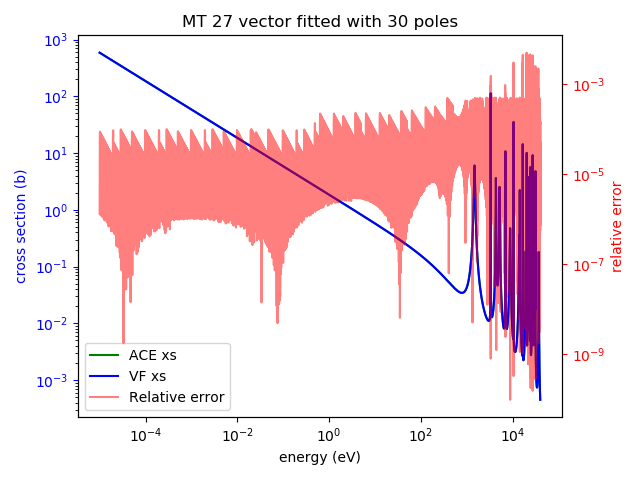 MT 27 vector fitted with 30 poles
10³
10²
10¹
10⁰
10⁻¹
10⁻²
10⁻³
cross section (b)
10⁻³
10⁻⁵
10⁻⁷
10⁻⁹
relative error
ACE xs
VF xs
Relative error
10⁻⁴ 10⁻² 10⁰ 10² 10⁴
energy (eV)